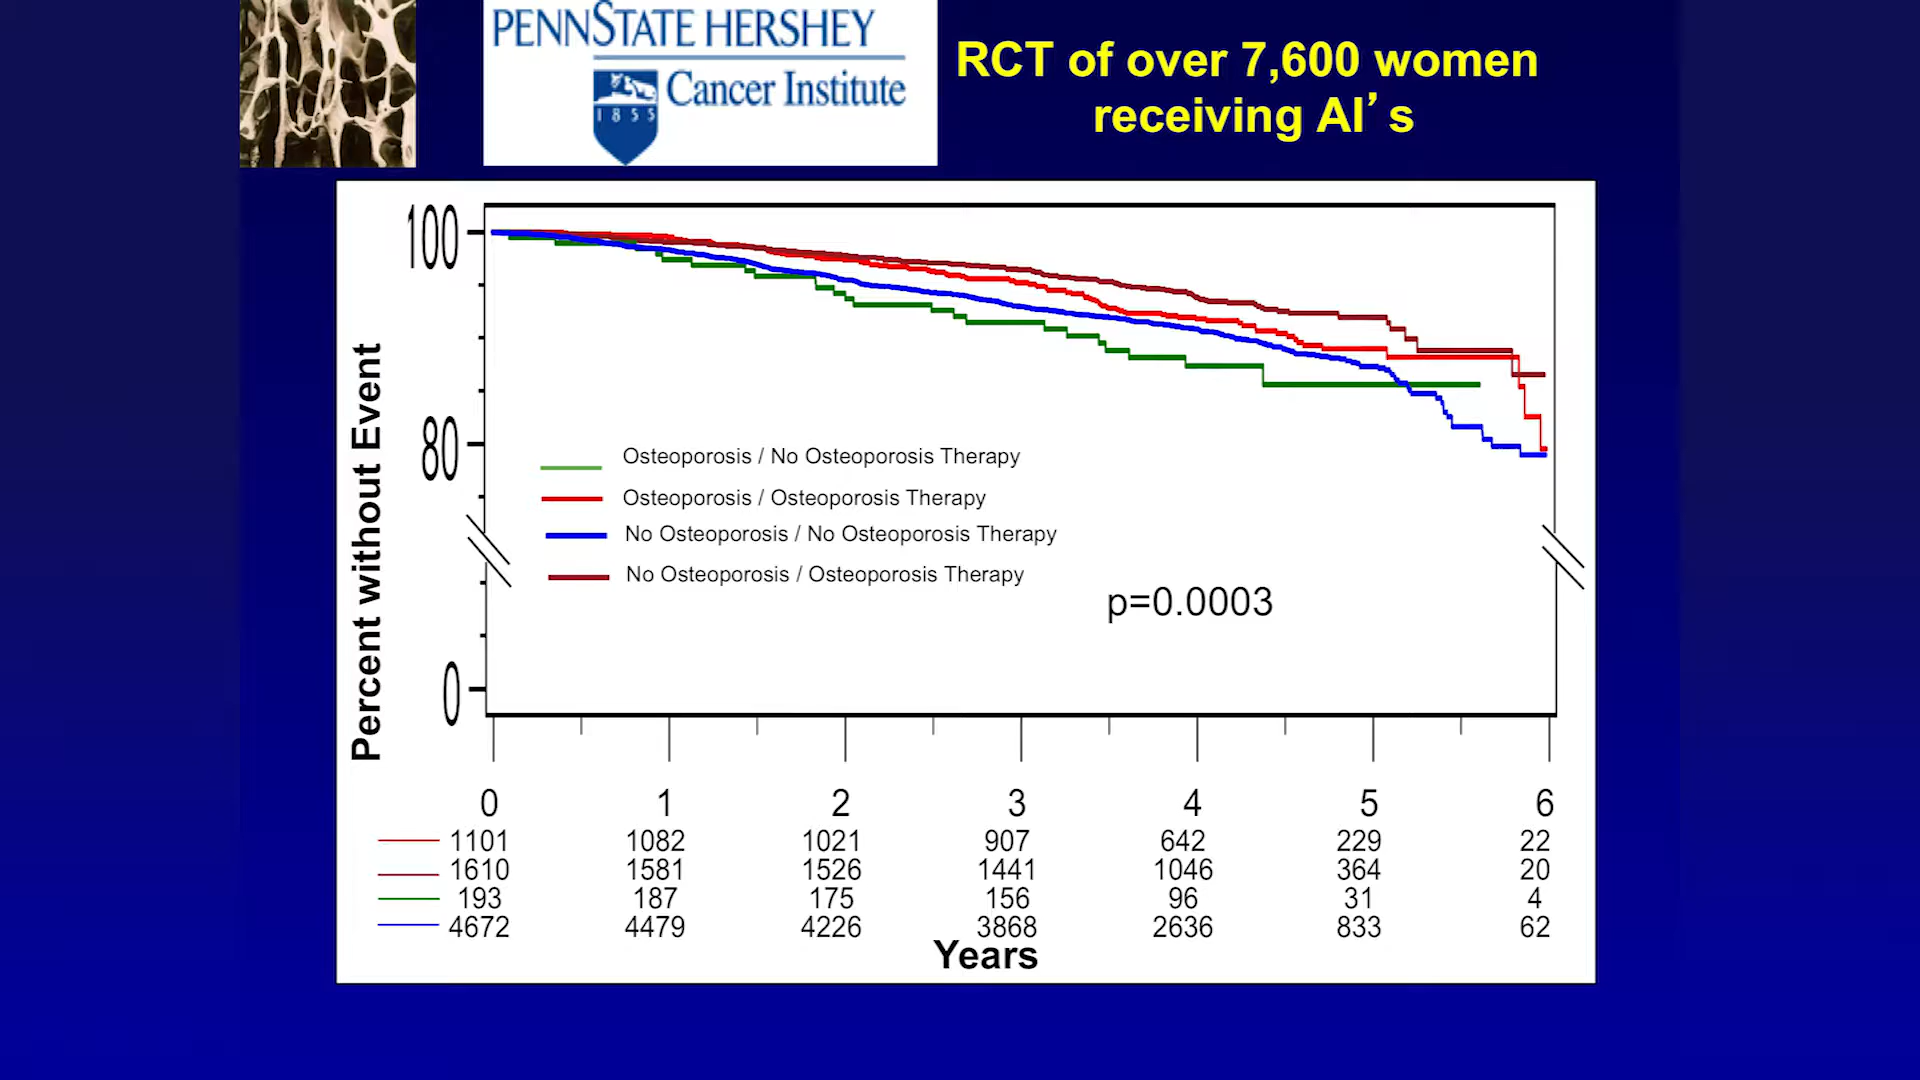 PENNSTATE HERSHEY
Cancer Institute
1855
RCT of over 7,600 women
receiving AI’s
Percent without Event
100
80
0
Osteoporosis / No Osteoporosis Therapy
Osteoporosis / Osteoporosis Therapy
No Osteoporosis / No Osteoporosis Therapy
No Osteoporosis / Osteoporosis Therapy
p=0.0003
0 1 2 3 4 5 6
1101 1082 1021 907 642 229 22
1610 1581 1526 1441 1046 364 20
193 187 175 156 96 31 4
4672 4479 4226 3868 2636 833 62
Years